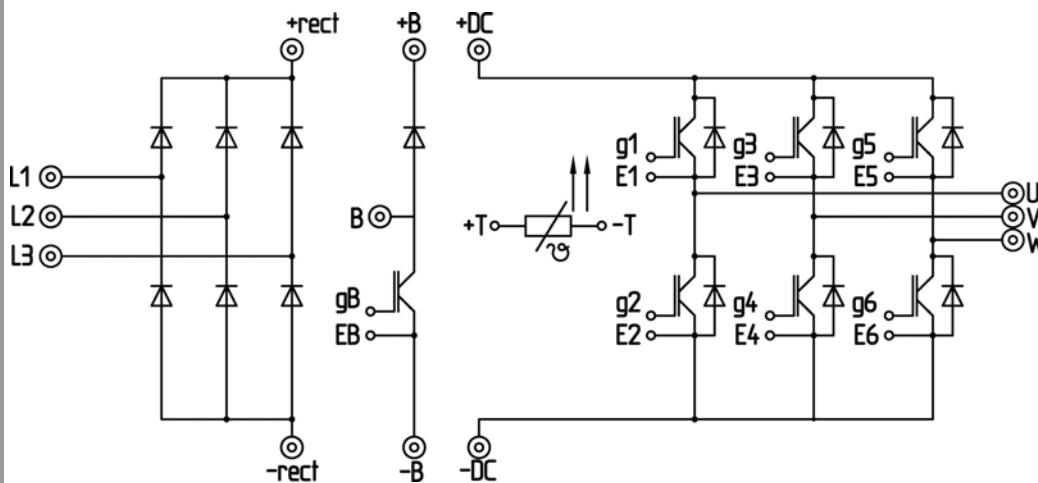 +rect
+B
+DC
g1
g3
g5
L1
E1
E3
E5
U
L2
B
+T
-T
V
L3
ϑ
W
gB
g2
g4
g6
EB
E2
E4
E6
-rect
-B
-DC